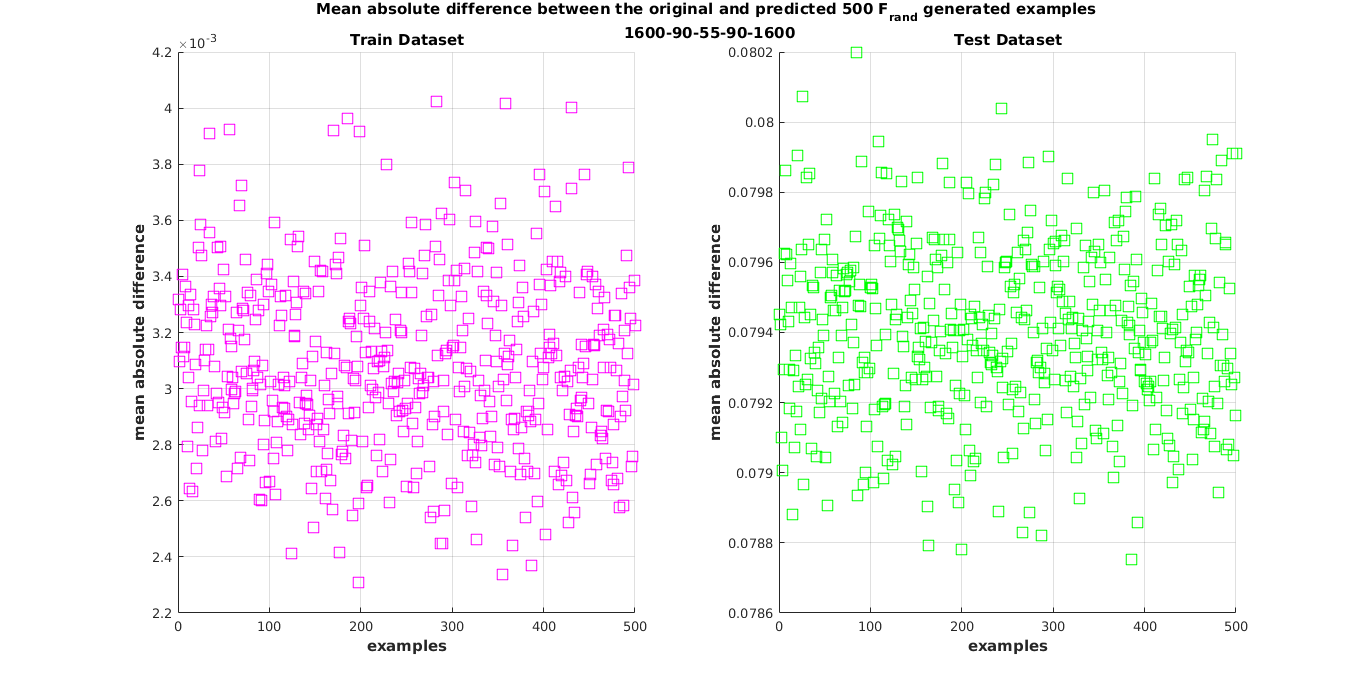 Mean absolute difference between the original and predicted 500 F_rand generated examples
1600-90-55-90-1600
Train Dataset
×10^-3
4.2
4
3.8
3.6
3.4
3.2
3
2.8
2.6
2.4
2.2
mean absolute difference
0 100 200 300 400 500
examples
Test Dataset
0.0802
0.08
0.0798
0.0796
0.0794
0.0792
0.079
0.0788
0.0786
mean absolute difference
0 100 200 300 400 500
examples